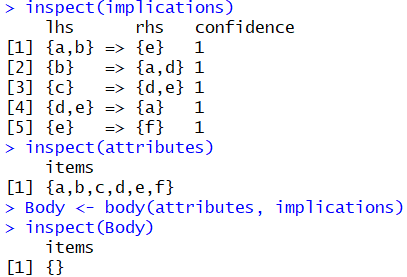 > inspect(implications)
    lhs      rhs   confidence
[1] {a,b} => {e}   1
[2] {b}   => {a,d} 1
[3] {c}   => {d,e} 1
[4] {d,e} => {a}   1
[5] {e}   => {f}   1
> inspect(attributes)
    items
[1] {a,b,c,d,e,f}
> Body <- body(attributes, implications)
> inspect(Body)
    items
[1] {}